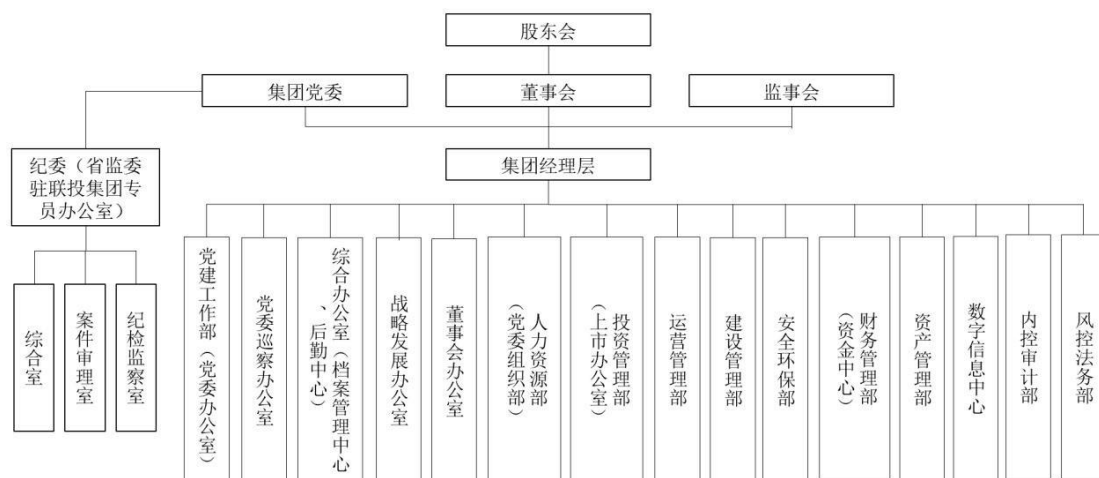 股东会
集团党委
董事会
监事会
纪委（省监委
驻联投集团专
员办公室）
集团经理层
综合室
案件审理室
纪检监察室
党建工作部（党委办公室）
党委巡察办公室
综合办公室（档案管理中心
、后勤中心）
战略发展办公室
董事会办公室
人力资源部
（党委组织部）
投资管理部
（上市办公室）
运营管理部
建设管理部
安全环保部
财务管理部
（资金中心）
资产管理部
数字信息中心
内控审计部
风控法务部